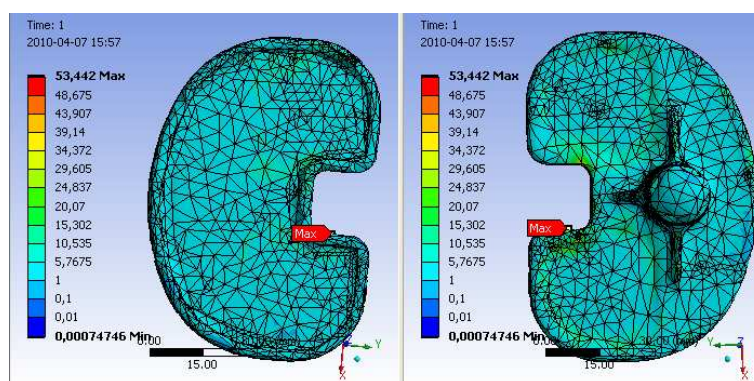 Time: 1
2010-04-07 15:57
53,442 Max
48,675
43,907
39,14
34,372
29,605
24,837
20,07
15,302
10,535
5,7675
1
0,1
0,01
0,00074746 Min
Max
0.00
15.00
Y
X
Time: 1
2010-04-07 15:57
53,442 Max
48,675
43,907
39,14
34,372
29,605
24,837
20,07
15,302
10,535
5,7675
1
0,1
0,01
0,00074746 Min
Max
0.00
15.00
Y
Z
X